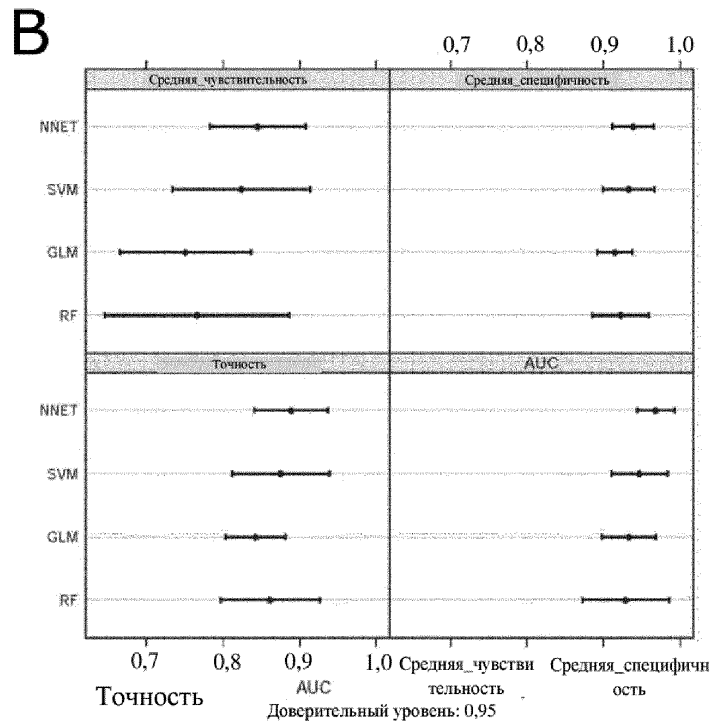 B
0,7 0,8 0,9 1,0
Средняя_чувствительность Средняя_специфичность
NNET
SVM
GLM
RF
Точность AUC
NNET
SVM
GLM
RF
0,7 0,8 0,9 1,0
Средняя_чувстви
тельность
Средняя_специфичн
ость
Точность
AUC
Доверительный уровень: 0,95